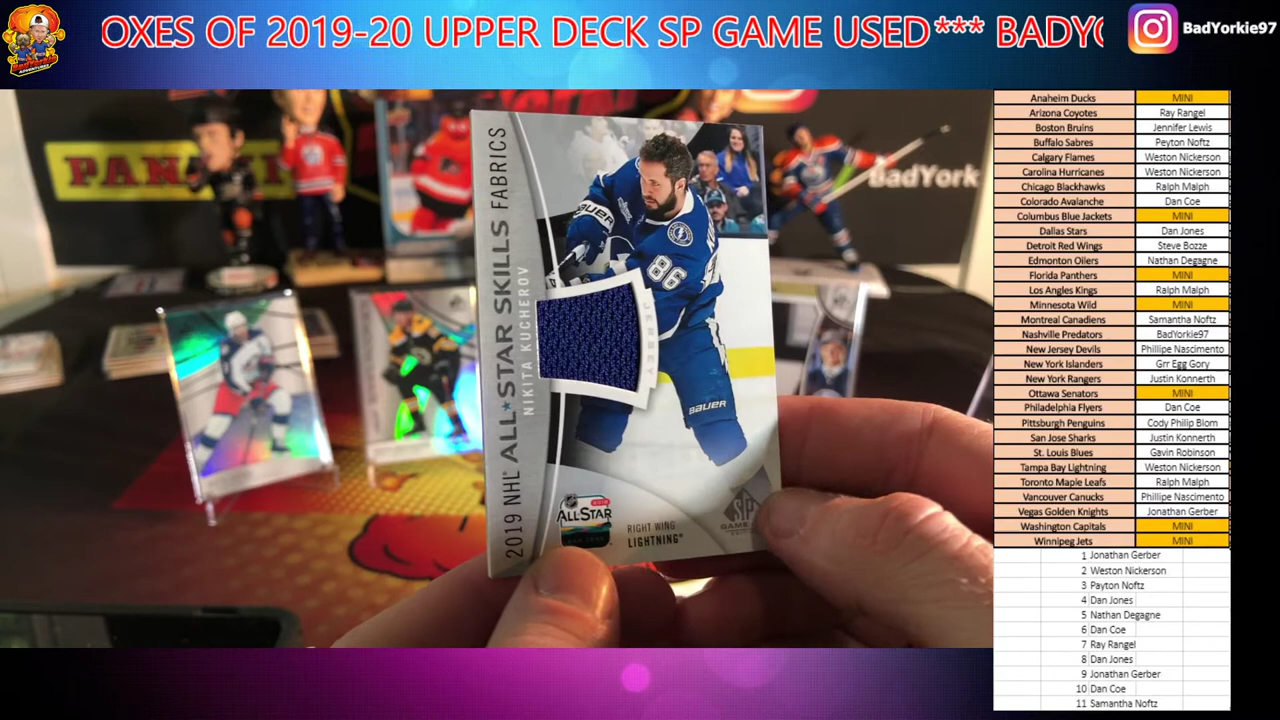 OXES OF 2019-20 UPPER DECK SP GAME USED*** BADYO
BadYorkie97
PANINI
BadYork
2019 NHL ALL★STAR SKILLS FABRICS
NIKITA KUCHEROV
JERSEY
BAUER
86
BAUER
ALL★STAR
RIGHT WING
LIGHTNING
SP
GAME USED
Anaheim Ducks MINI
Arizona Coyotes Ray Rangel
Boston Bruins Jennifer Lewis
Buffalo Sabres Peyton Noftz
Calgary Flames Weston Nickerson
Carolina Hurricanes Weston Nickerson
Chicago Blackhawks Ralph Malph
Colorado Avalanche Dan Coe
Columbus Blue Jackets MINI
Dallas Stars Dan Jones
Detroit Red Wings Steve Bozze
Edmonton Oilers Nathan Degagne
Florida Panthers MINI
Los Angles Kings Ralph Malph
Minnesota Wild MINI
Montreal Canadiens Samantha Noftz
Nashville Predators BadYorkie97
New Jersey Devils Phillipe Nascimento
New York Islanders Grr Egg Gory
New York Rangers Justin Konnerth
Ottawa Senators MINI
Philadelphia Flyers Dan Coe
Pittsburgh Penguins Cody Philip Blom
San Jose Sharks Justin Konnerth
St. Louis Blues Gavin Robinson
Tampa Bay Lightning Weston Nickerson
Toronto Maple Leafs Ralph Malph
Vancouver Canucks Phillipe Nascimento
Vegas Golden Knights Jonathan Gerber
Washington Capitals MINI
Winnipeg Jets MINI
1 Jonathan Gerber
2 Weston Nickerson
3 Payton Noftz
4 Dan Jones
5 Nathan Degagne
6 Dan Coe
7 Ray Rangel
8 Dan Jones
9 Jonathan Gerber
10 Dan Coe
11 Samantha Noftz